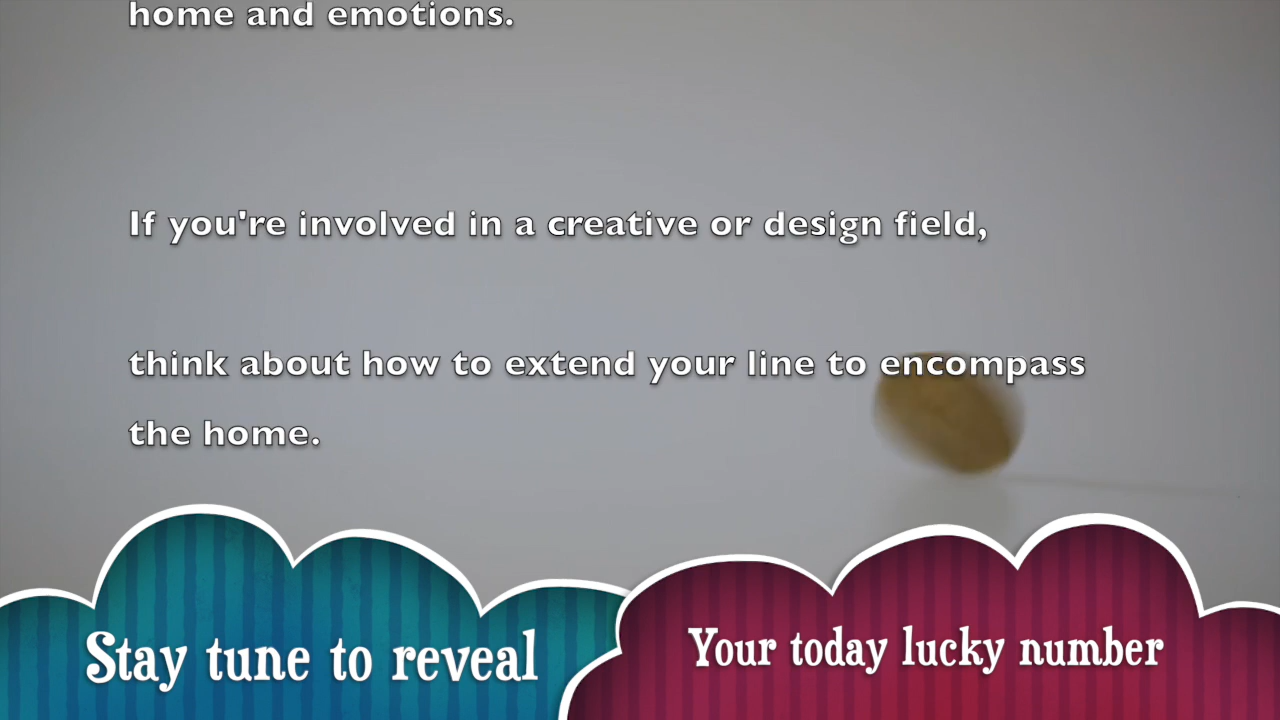 home and emotions.
If you're involved in a creative or design field,
think about how to extend your line to encompass
the home.
Stay tune to reveal
Your today lucky number